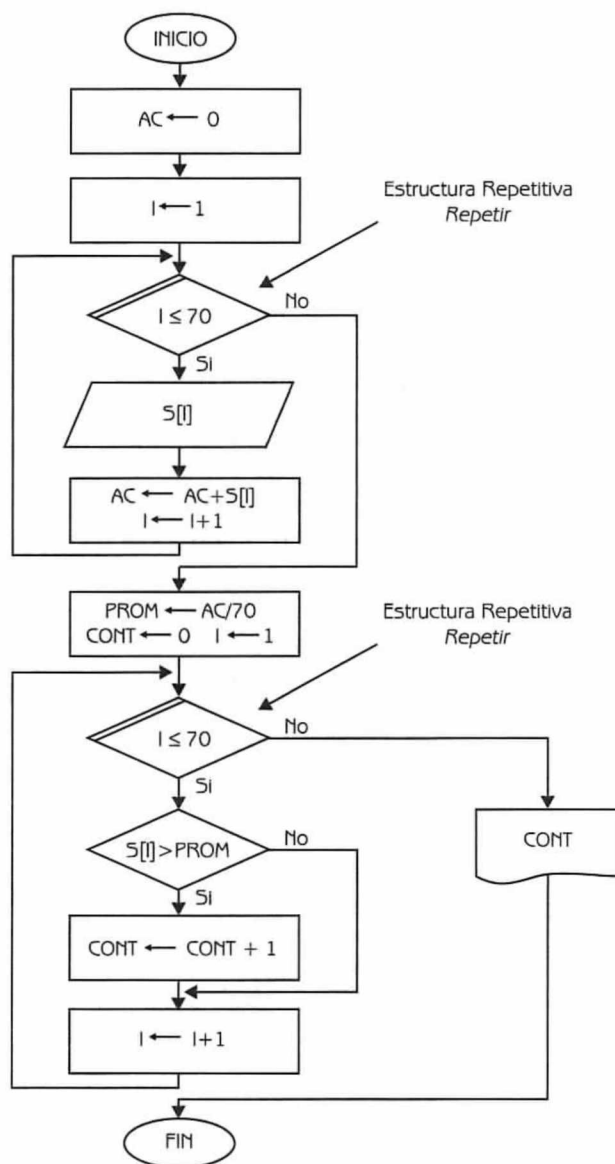 INICIO
AC ← 0
I ← 1
Estructura Repetitiva
Repetir
I ≤ 70
No
Si
S[I]
AC ← AC+S[I]
I ← I+1
PROM ← AC/70
CONT ← 0 I ← 1
Estructura Repetitiva
Repetir
I ≤ 70
No
Si
S[I]>PROM
No
CONT
Si
CONT ← CONT + 1
I ← I+1
FIN